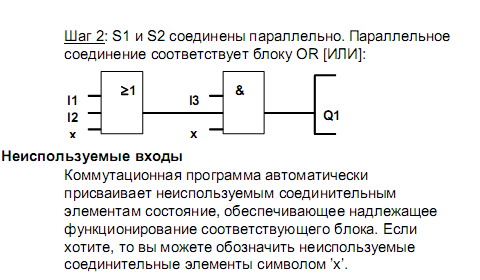 Шаг 2: S1 и S2 соединены параллельно. Параллельное
соединение соответствует блоку OR [ИЛИ]:
≥1 &
I1 I3
I2 Q1
x x
Неиспользуемые входы
Коммутационная программа автоматически
присваивает неиспользуемым соединительным
элементам состояние, обеспечивающее надлежащее
функционирование соответствующего блока. Если
хотите, то вы можете обозначить неиспользуемые
соединительные элементы символом 'x'.